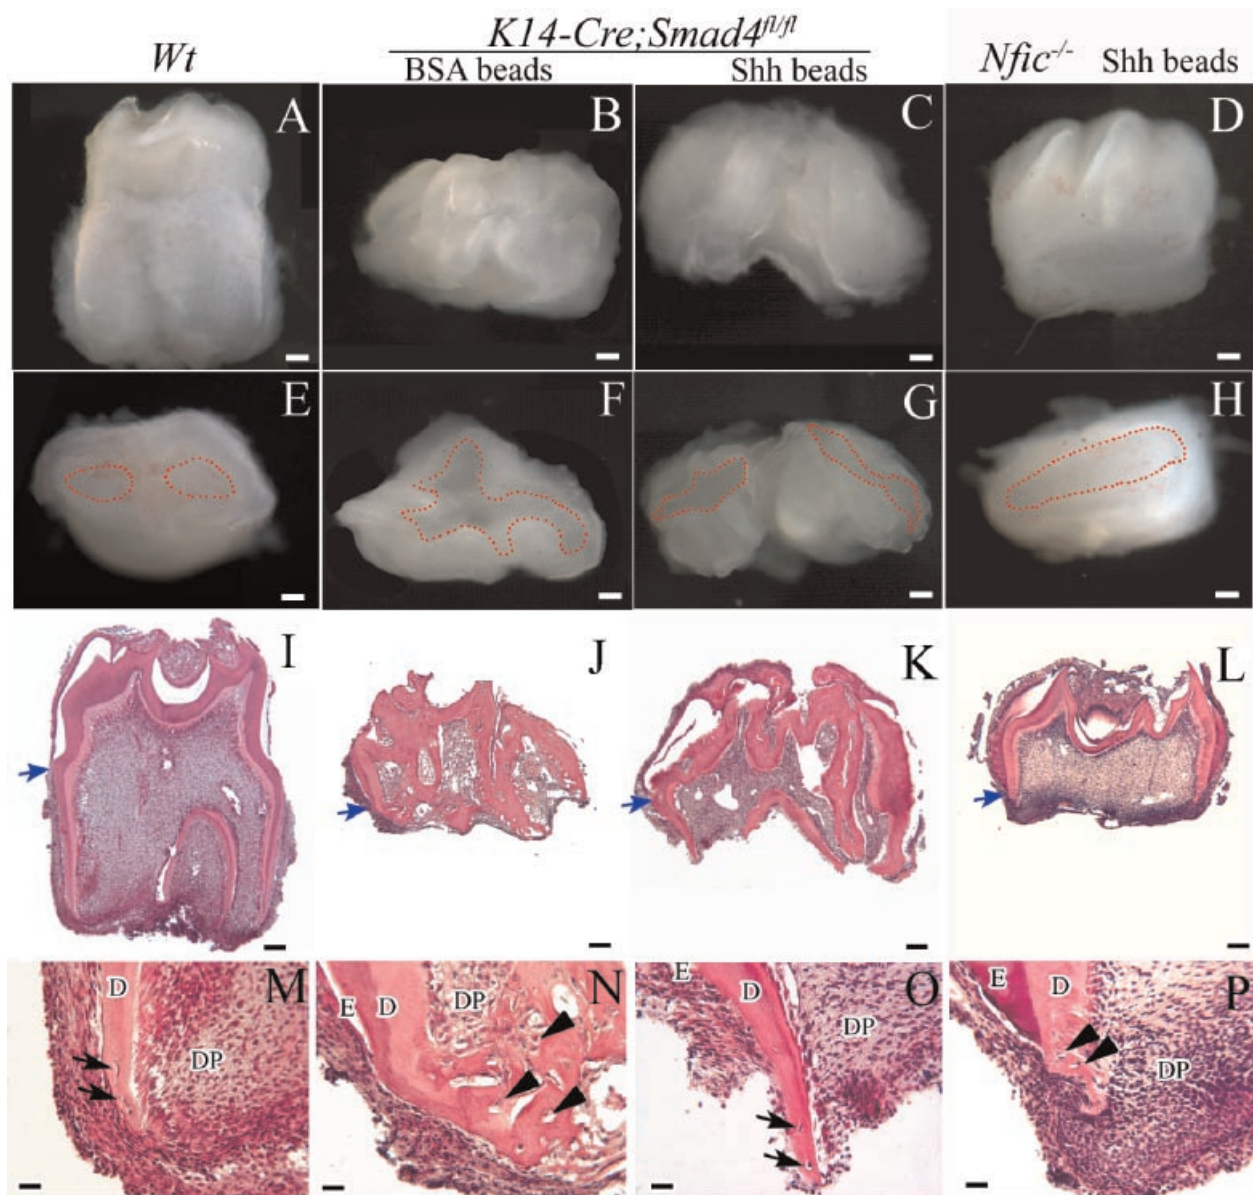 K14-Cre;Smad4fl/fl
Wt
Nfic-/- Shh beads
BSA beads
Shh beads
A
B
C
D
E
F
G
H
I
J
K
L
M
D
DP
N
E
D
DP
O
E
D
DP
P
E
D
DP